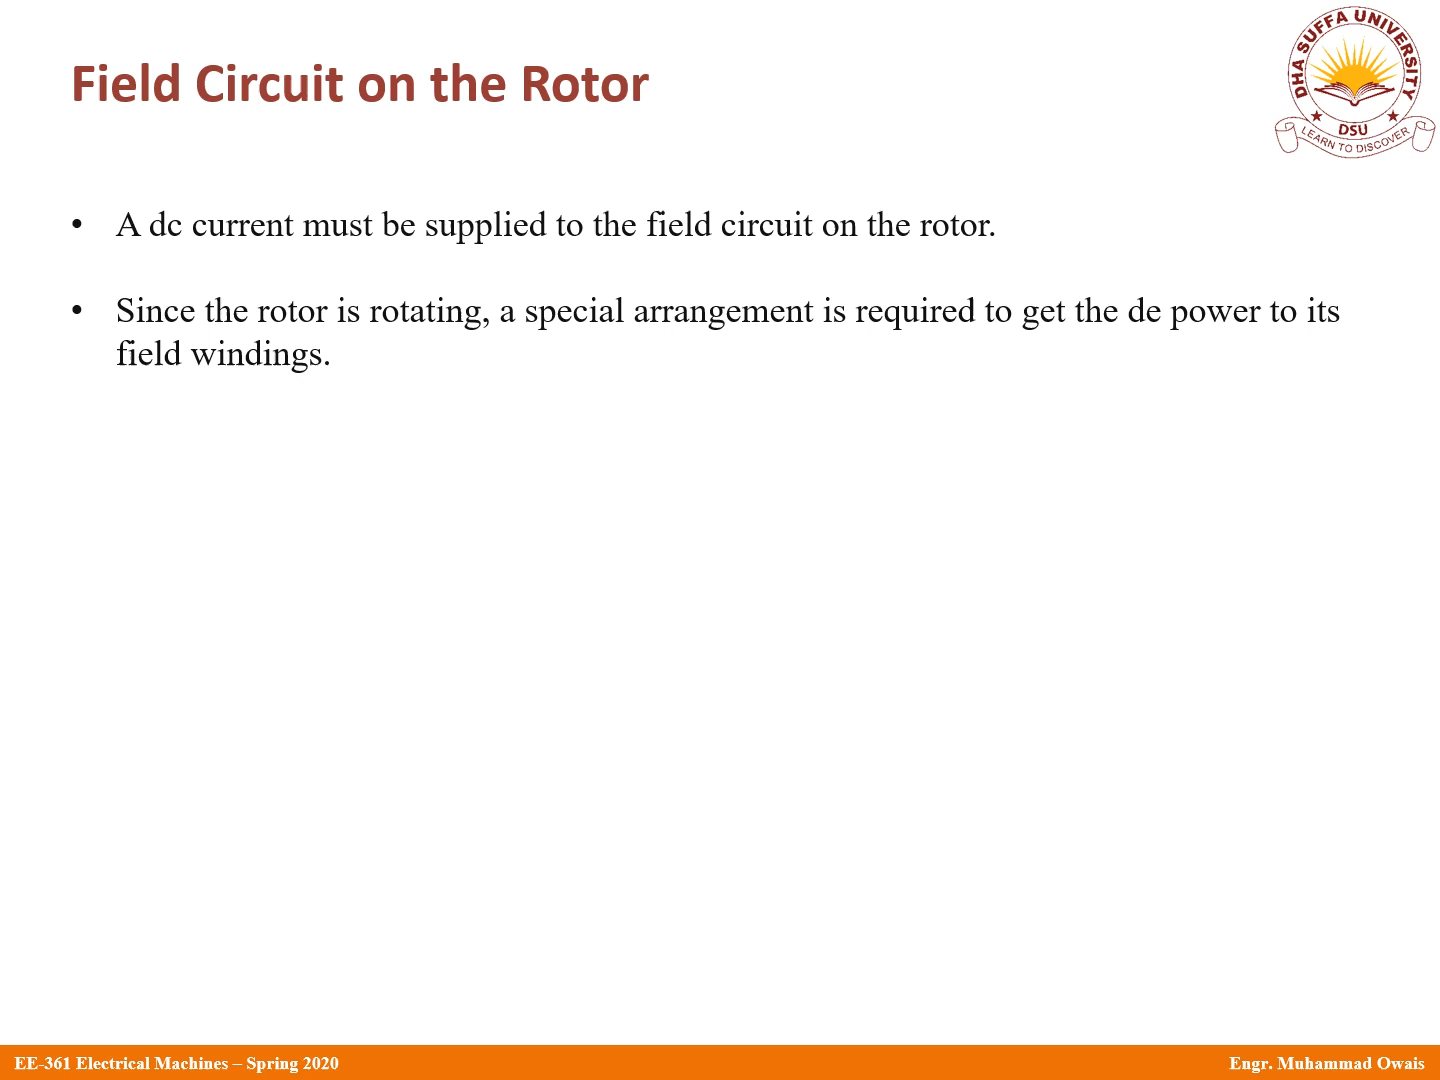 Field Circuit on the Rotor
DHA SUFFA UNIVERSITY
DSU
LEARN TO DISCOVER
• A dc current must be supplied to the field circuit on the rotor.
• Since the rotor is rotating, a special arrangement is required to get the de power to its
field windings.
EE-361 Electrical Machines – Spring 2020
Engr. Muhammad Owais